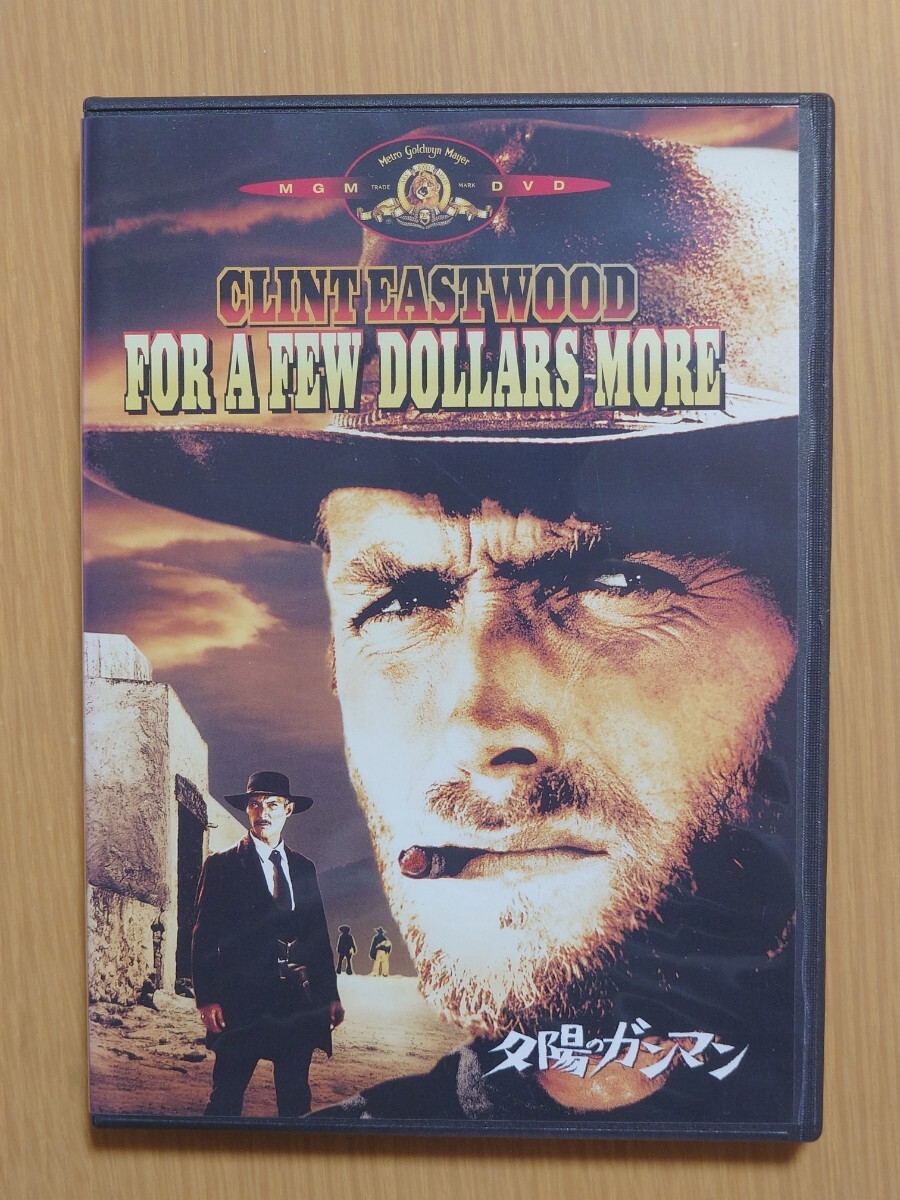 Metro Goldwyn Mayer
MGM TRADE MARK DVD
CLINT EASTWOOD
FOR A FEW DOLLARS MORE
夕陽のガンマン